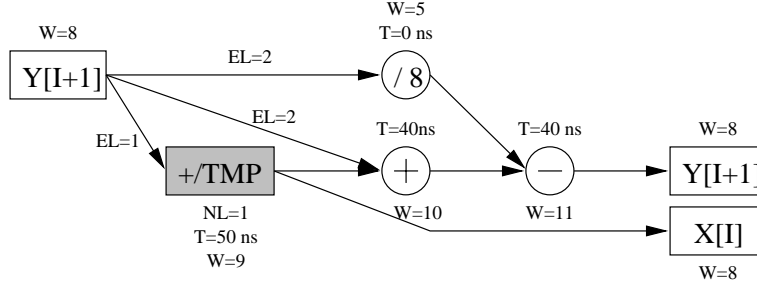 W=5
W=8
T=0 ns
EL=2
Y[I+1]
/ 8
EL=2
EL=1
T=40ns
T=40 ns
W=8
+/TMP
+
−
Y[I+1]
NL=1
W=10
W=11
T=50 ns
X[I]
W=9
W=8